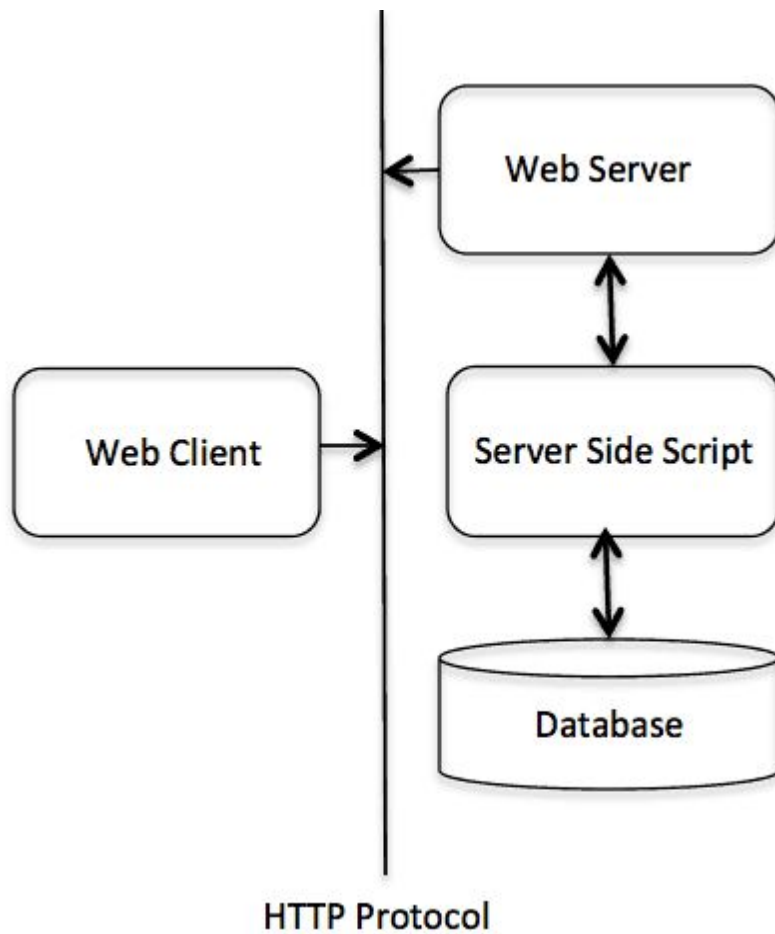 Web Server
Web Client
Server Side Script
Database
HTTP Protocol